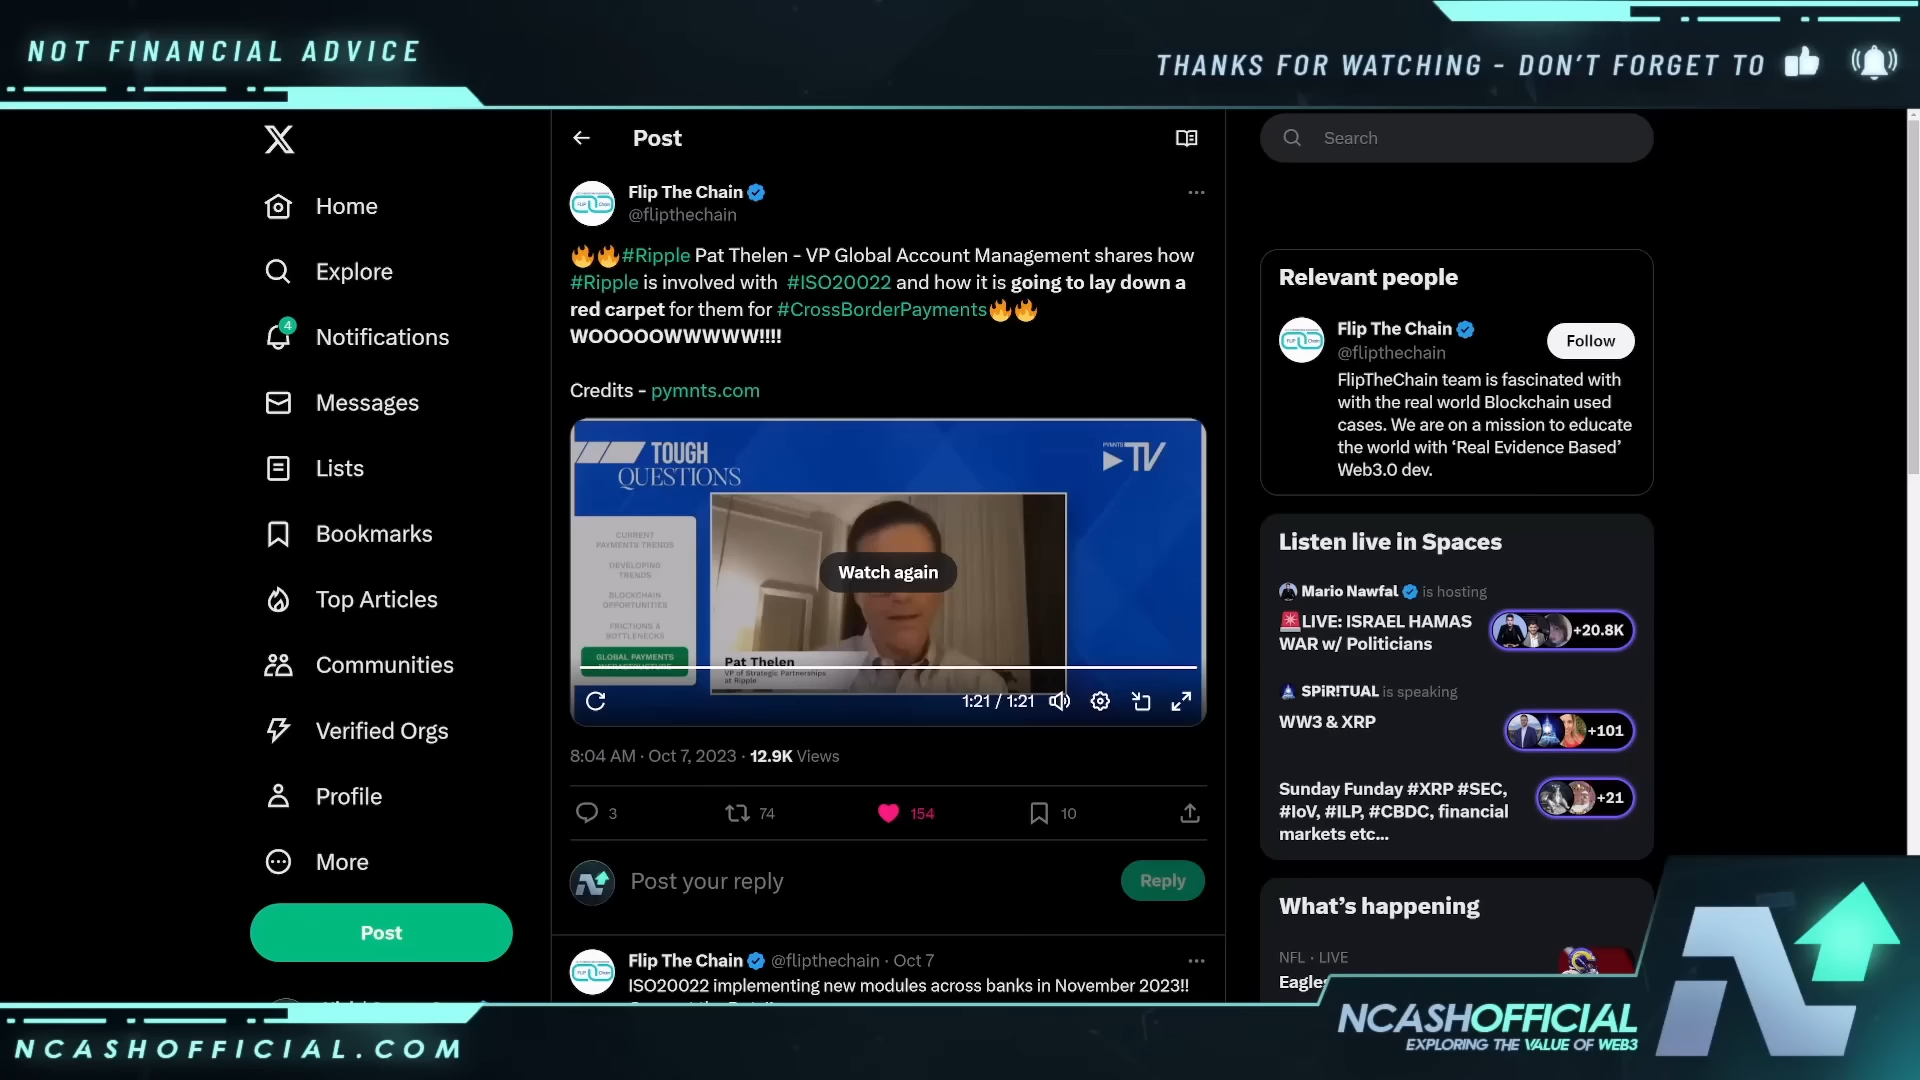 NOT FINANCIAL ADVICE
THANKS FOR WATCHING - DON'T FORGET TO
Home
Explore
4
Notifications
Messages
Lists
Bookmarks
Top Articles
Communities
Verified Orgs
Profile
More
Post
Post
Flip The Chain
@flipthechain
🔥🔥#Ripple Pat Thelen - VP Global Account Management shares how
#Ripple is involved with #ISO20022 and how it is going to lay down a
red carpet for them for #CrossBorderPayments🔥🔥
WOOOOOWWWWW!!!!
Credits - pymnts.com
TOUGH
QUESTIONS
PYMNTS
TV
CURRENT
PAYMENTS TRENDS
DEVELOPING
TRENDS
BLOCKCHAIN
OPPORTUNITIES
FRICTIONS &
BOTTLENECKS
GLOBAL PAYMENTS
INFRASTRUCTURE
Watch again
Pat Thelen
VP of Strategic Partnerships
at Ripple
1:21 / 1:21
8:04 AM · Oct 7, 2023 · 12.9K Views
3
74
154
10
Post your reply
Reply
Flip The Chain @flipthechain · Oct 7
ISO20022 implementing new modules across banks in November 2023!!
Search
Relevant people
Flip The Chain
@flipthechain
Follow
FlipTheChain team is fascinated with
with the real world Blockchain used
cases. We are on a mission to educate
the world with ‘Real Evidence Based’
Web3.0 dev.
Listen live in Spaces
Mario Nawfal is hosting
🚨LIVE: ISRAEL HAMAS
WAR w/ Politicians
+20.8K
SPiR!TUAL is speaking
WW3 & XRP
+101
Sunday Funday #XRP #SEC,
#IoV, #ILP, #CBDC, financial
markets etc...
+21
What’s happening
NFL · LIVE
Eagles
NCASHOFFICIAL.COM
NCASHOFFICIAL
EXPLORING THE VALUE OF WEB3